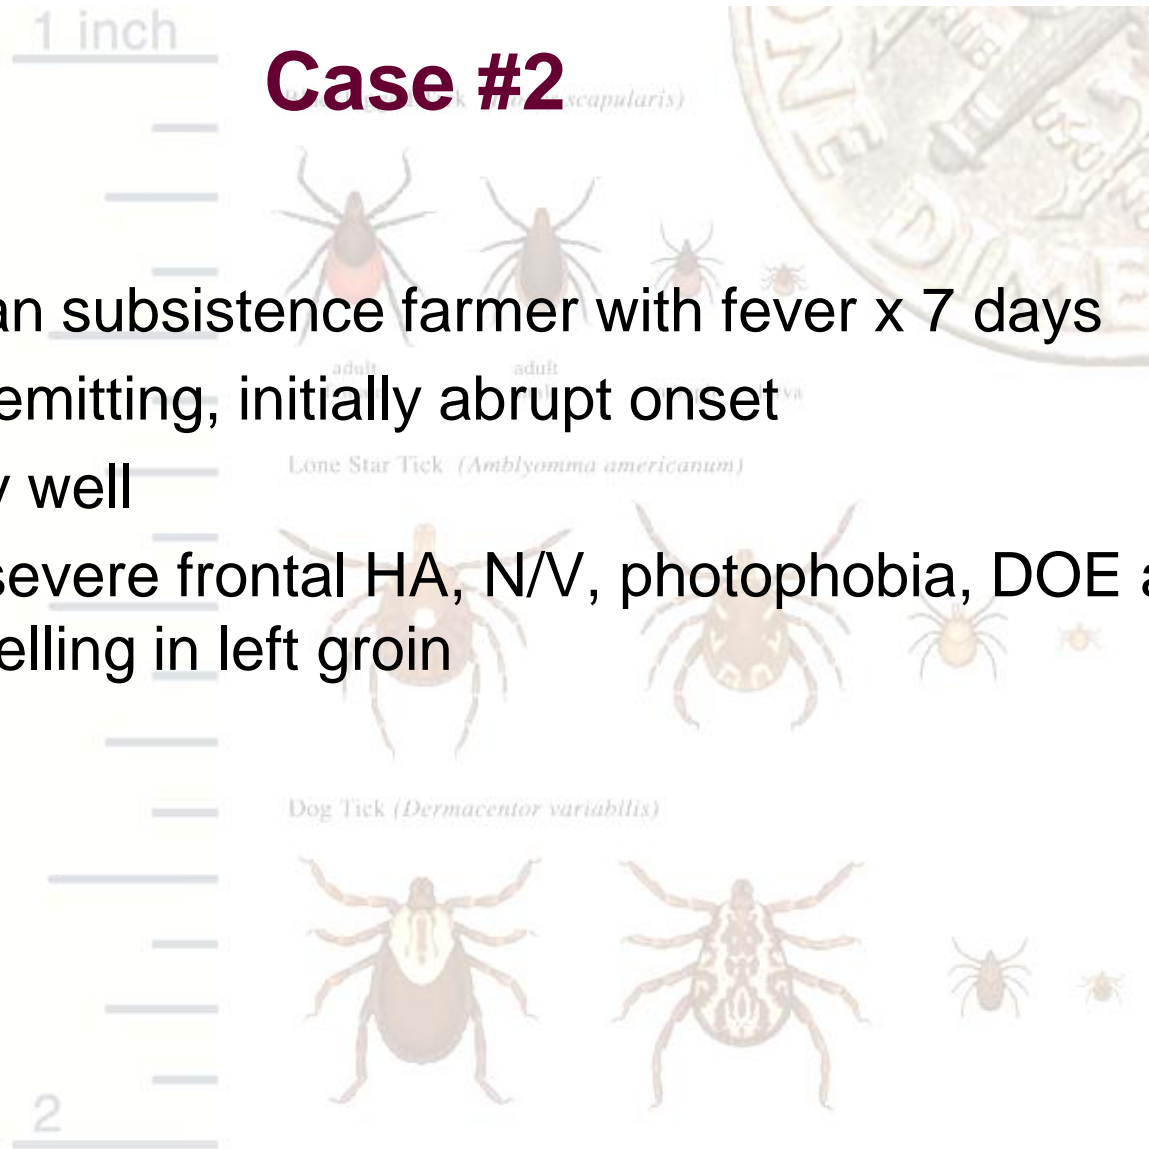 1 inch
Case #2
scapularis)
ONE
DIME
an subsistence farmer with fever x 7 days
emitting, initially abrupt onset
adult
adult
y well
Lone Star Tick (Amblyomma americanum)
severe frontal HA, N/V, photophobia, DOE a
elling in left groin
Dog Tick (Dermacentor variabilis)
2